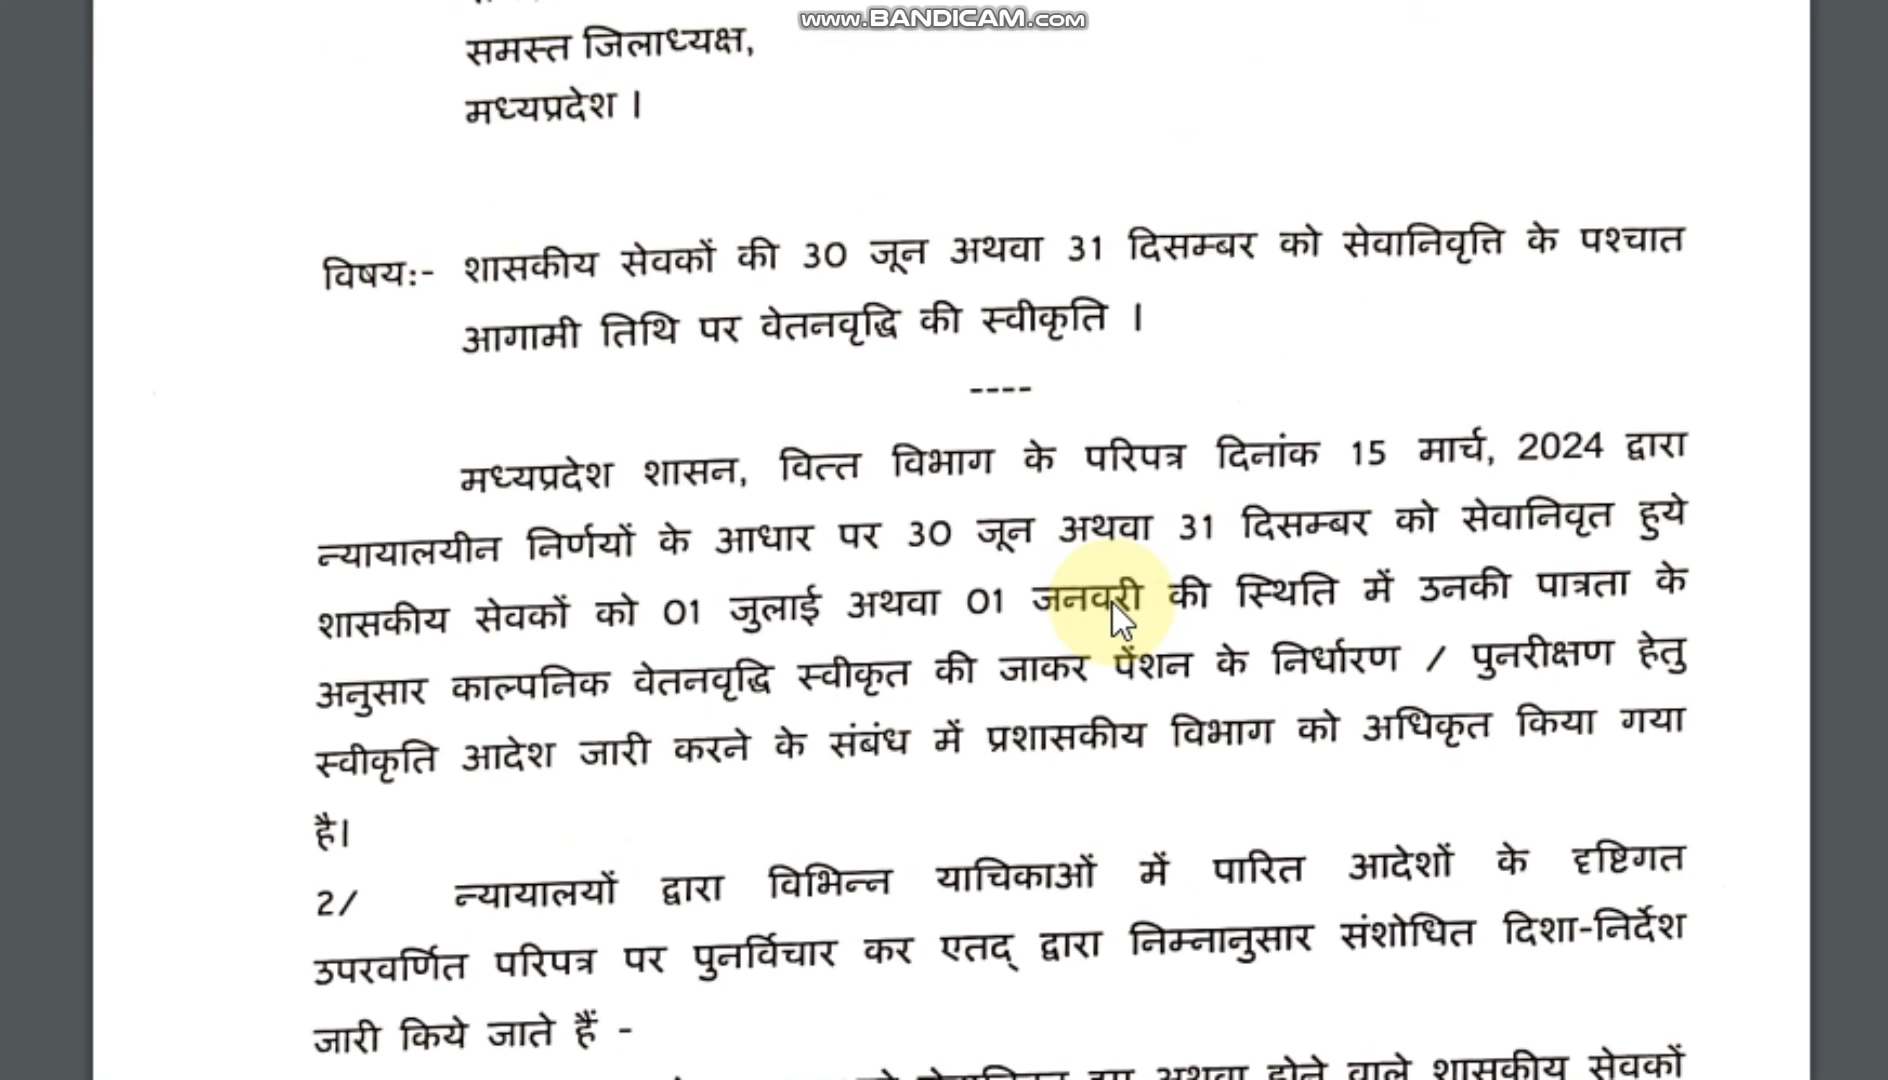 www.BANDICAM.com
समस्त जिलाध्यक्ष,
मध्यप्रदेश ।
विषय:- शासकीय सेवकों की 30 जून अथवा 31 दिसम्बर को सेवानिवृत्ति के पश्चात
आगामी तिथि पर वेतनवृद्धि की स्वीकृति ।
----
मध्यप्रदेश शासन, वित्त विभाग के परिपत्र दिनांक 15 मार्च, 2024 द्वारा
न्यायालयीन निर्णयों के आधार पर 30 जून अथवा 31 दिसम्बर को सेवानिवृत हुये
शासकीय सेवकों को 01 जुलाई अथवा 01 जनवरी की स्थिति में उनकी पात्रता के
अनुसार काल्पनिक वेतनवृद्धि स्वीकृत की जाकर पेंशन के निर्धारण / पुनरीक्षण हेतु
स्वीकृति आदेश जारी करने के संबंध में प्रशासकीय विभाग को अधिकृत किया गया
है।
2/ न्यायालयों द्वारा विभिन्न याचिकाओं में पारित आदेशों के दृष्टिगत
उपरवर्णित परिपत्र पर पुनर्विचार कर एतद् द्वारा निम्नानुसार संशोधित दिशा-निर्देश
जारी किये जाते हैं -
अथवा होने वाले शासकीय सेवकों